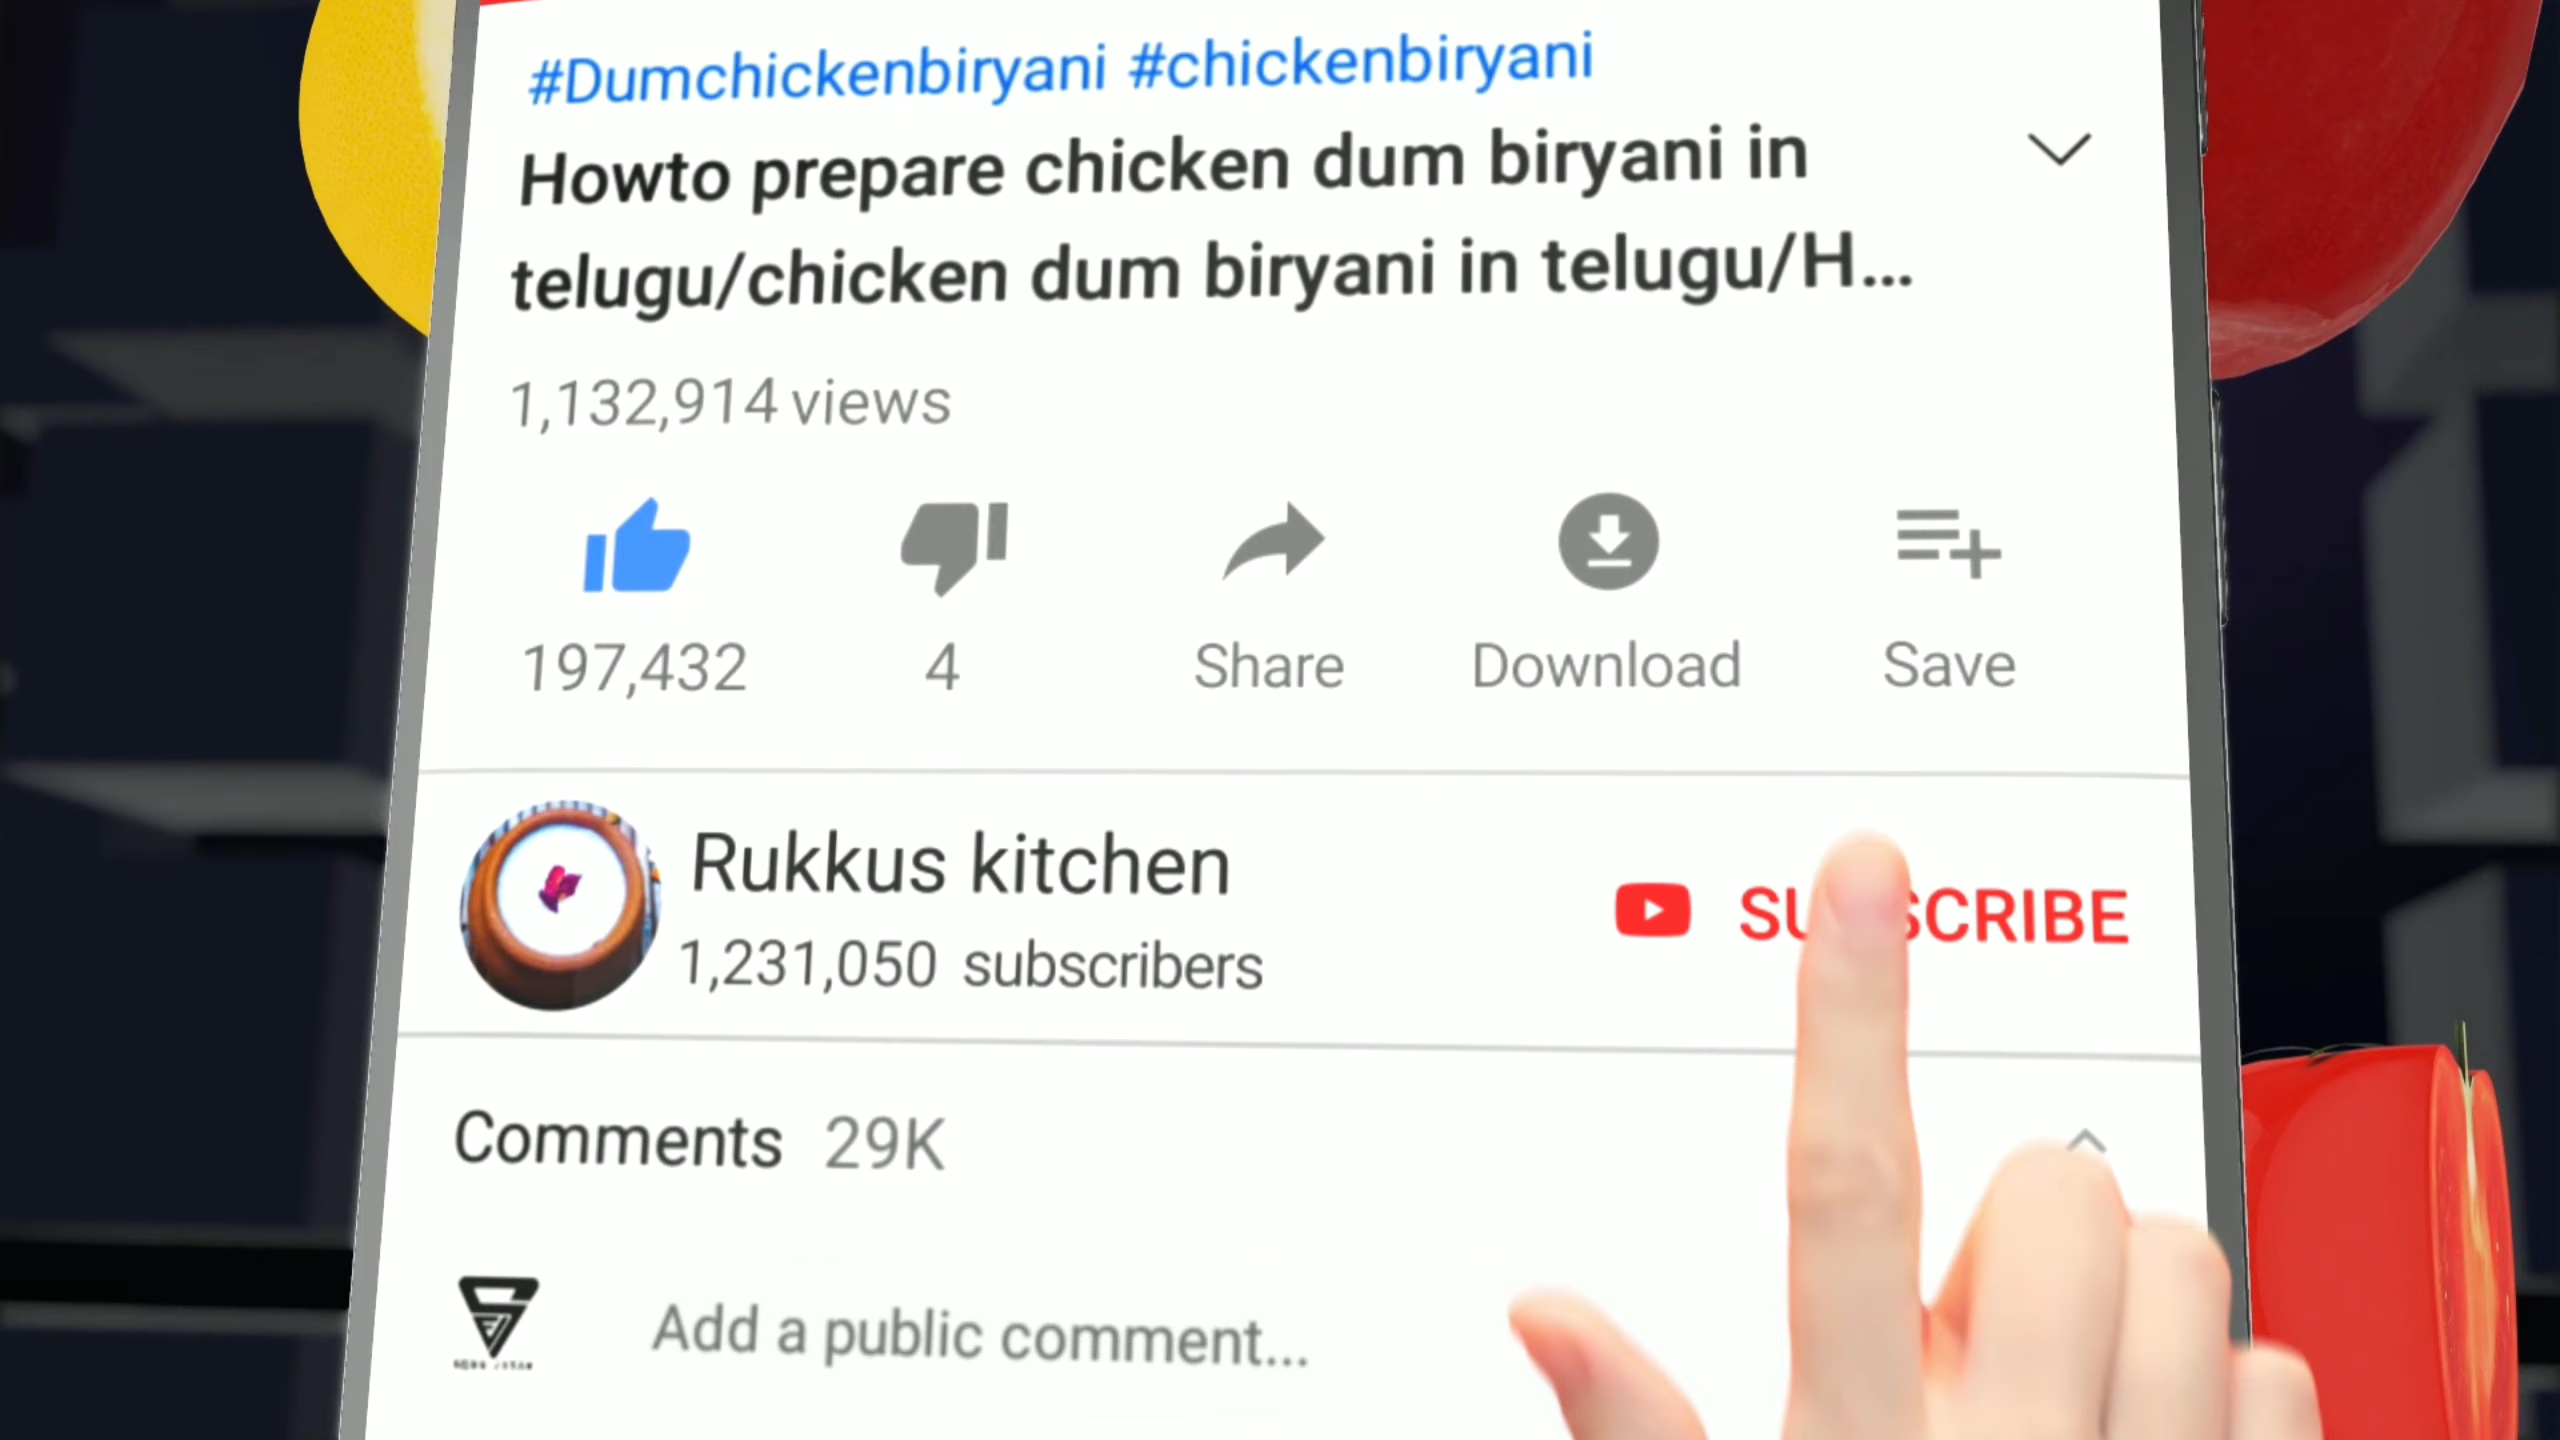 #Dumchickenbiryani #chickenbiryani
Howto prepare chicken dum biryani in
telugu/chicken dum biryani in telugu/H...
1,132,914 views
197,432
4
Share
Download
Save
Rukkus kitchen
1,231,050 subscribers
SUBSCRIBE
Comments 29K
Add a public comment...